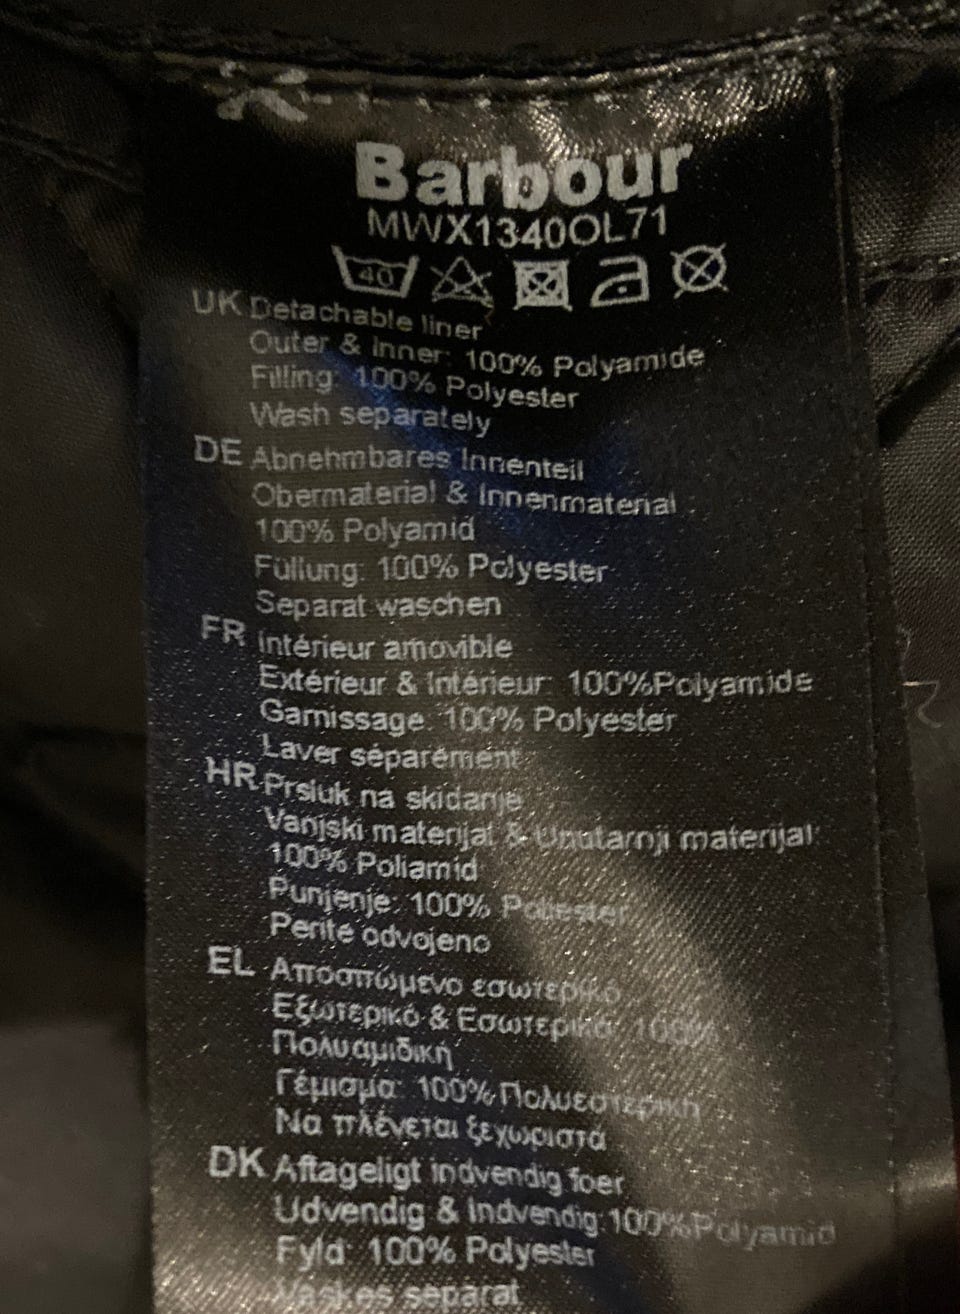 Barbour
MWX1340OL71
40
UK Detachable liner
Outer & Inner: 100% Polyamide
Filling: 100% Polyester
Wash separately
DE Abnehmbares Innenteil
Obermaterial & Innenmaterial :
100% Polyamid
Füllung: 100% Polyester
Separat waschen
FR Intérieur amovible
Extérieur & Intérieur: 100%Polyamide
Garnissage: 100% Polyester
Laver séparément
HR Prsluk na skidanje
Vanjski materijal & Unutarnji materijal:
100% Poliamid
Punjenje: 100% Poliester
Perite odvojeno
EL Αποσπώμενο εσωτερικό
Εξωτερικό & Εσωτερικό: 100%
Πολυαμιδική
Γέμισμα: 100% Πολυεστερικη
Να πλένεται ξεχωριστά
DK Aftageligt indvendig foer
Udvendig & Indvendig:100%Polyamid
Fyld: 100% Polyester
Vaskes separat